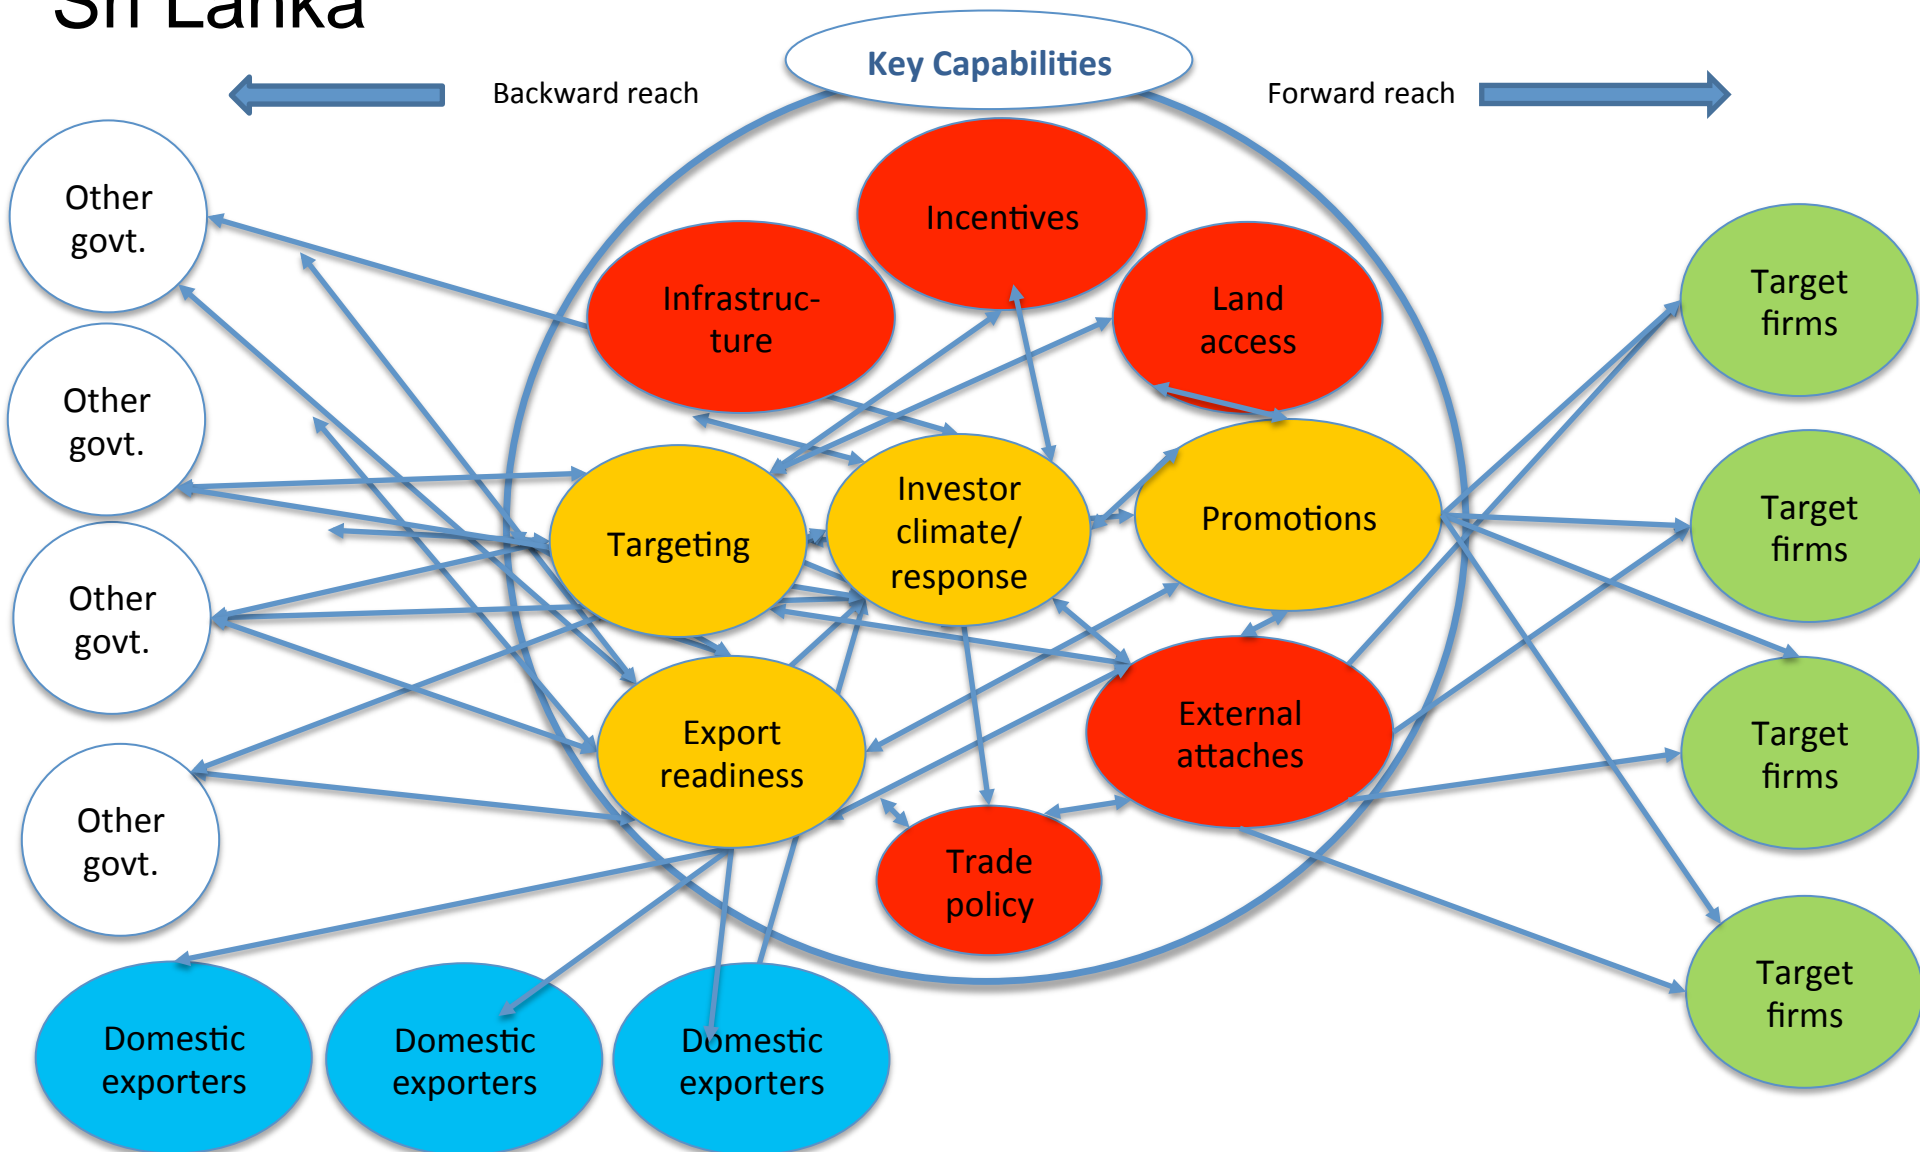 Sri Lanka
Key Capabilities
Backward reach
Forward reach
Other
govt.
Incentives
Infrastruc-
ture
Land
access
Target
firms
Other
govt.
Targeting
Investor
climate/
response
Promotions
Target
firms
Other
govt.
Export
readiness
External
attaches
Target
firms
Other
govt.
Trade
policy
Target
firms
Domestic
exporters
Domestic
exporters
Domestic
exporters